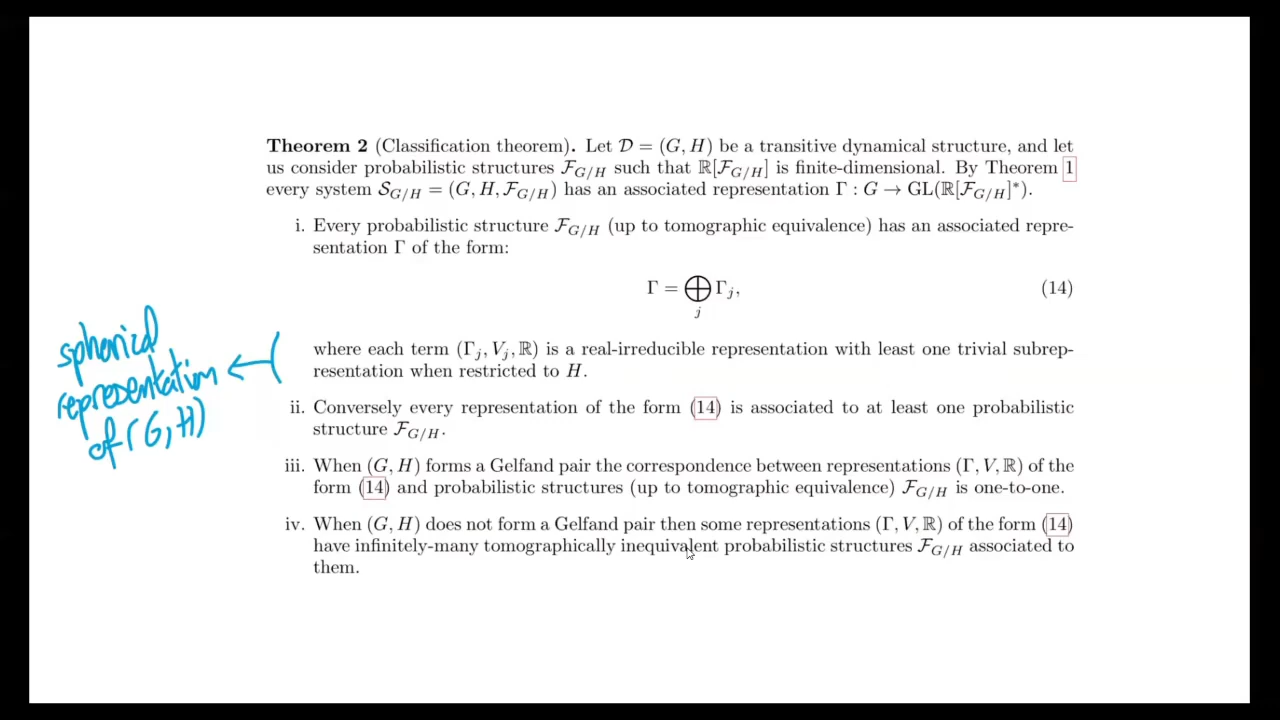 Theorem 2 (Classification theorem). Let 𝒟 = (G, H) be a transitive dynamical structure, and let
us consider probabilistic structures ℱ_{G/H} such that ℝ[ℱ_{G/H}] is finite-dimensional. By Theorem 1
every system 𝒮_{G/H} = (G, H, ℱ_{G/H}) has an associated representation Γ : G → GL(ℝ[ℱ_{G/H}]*).
i. Every probabilistic structure ℱ_{G/H} (up to tomographic equivalence) has an associated repre-
sentation Γ of the form:
Γ = ⨁_j Γ_j, (14)
where each term (Γ_j, V_j, ℝ) is a real-irreducible representation with least one trivial subrep-
resentation when restricted to H.
spherical
representation
of (G, H)
ii. Conversely every representation of the form (14) is associated to at least one probabilistic
structure ℱ_{G/H}.
iii. When (G, H) forms a Gelfand pair the correspondence between representations (Γ, V, ℝ) of the
form (14) and probabilistic structures (up to tomographic equivalence) ℱ_{G/H} is one-to-one.
iv. When (G, H) does not form a Gelfand pair then some representations (Γ, V, ℝ) of the form (14)
have infinitely-many tomographically inequivalent probabilistic structures ℱ_{G/H} associated to
them.